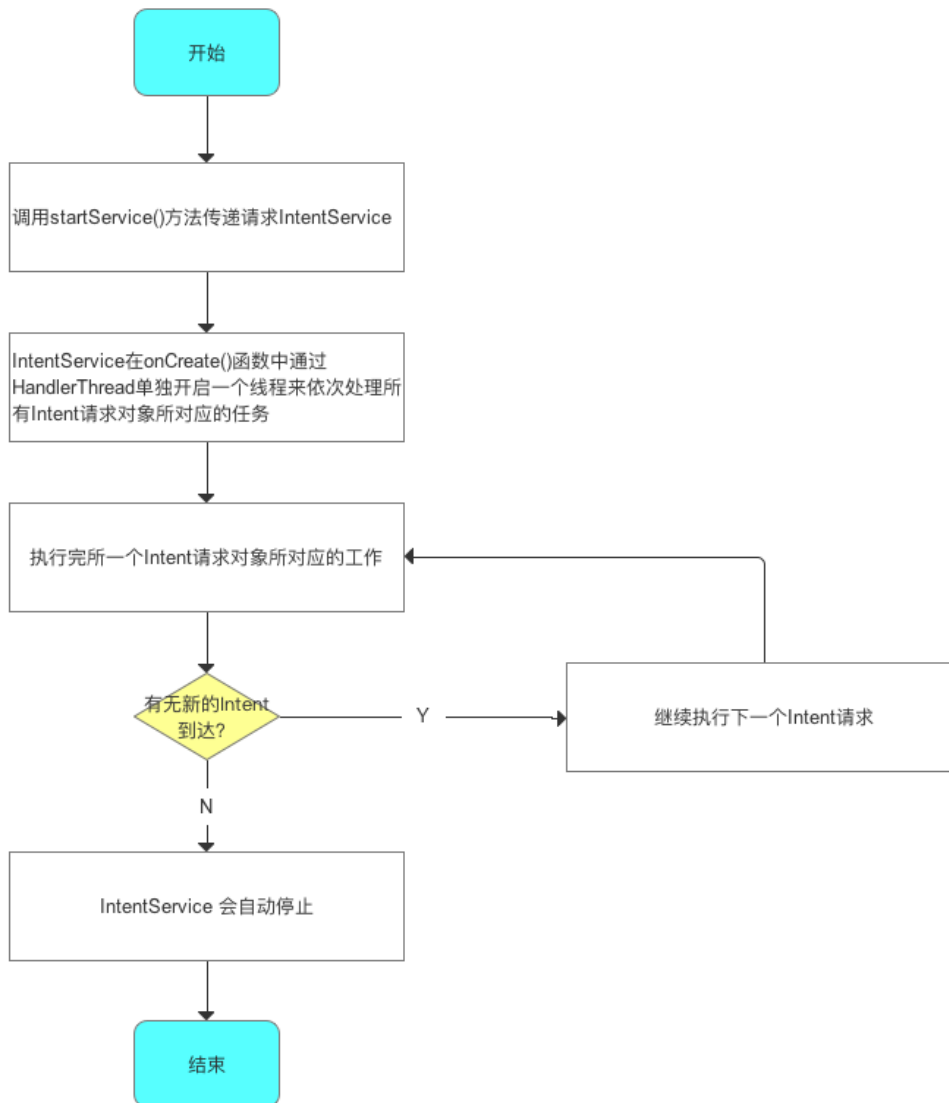 开始
调用startService()方法传递请求IntentService
IntentService在onCreate()函数中通过
HandlerThread单独开启一个线程来依次处理所
有Intent请求对象所对应的任务
执行完所一个Intent请求对象所对应的工作
有无新的Intent
到达?
Y
继续执行下一个Intent请求
N
IntentService 会自动停止
结束